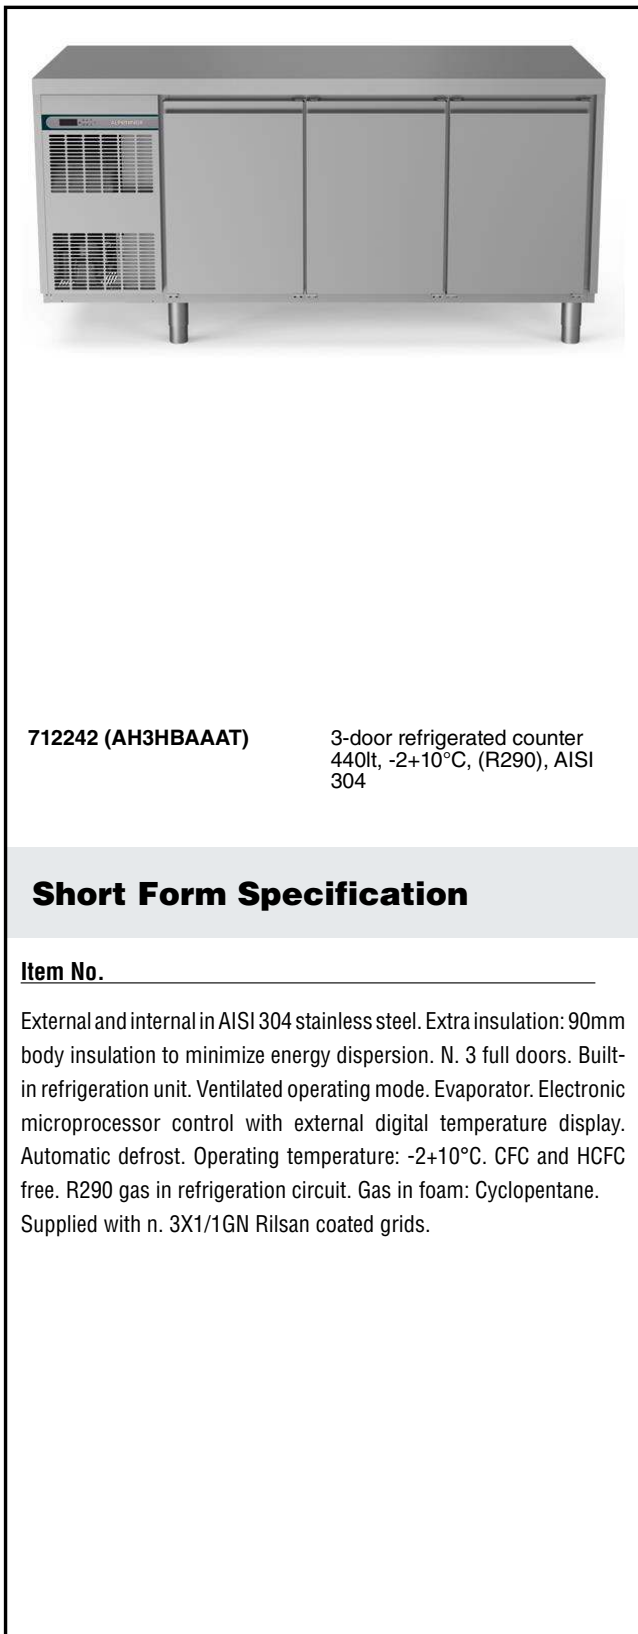 712242 (AH3HBAAAT)
3-door refrigerated counter
440lt, -2+10°C, (R290), AISI
304
Short Form Specification
Item No.
External and internal in AISI 304 stainless steel. Extra insulation: 90mm
body insulation to minimize energy dispersion. N. 3 full doors. Built-
in refrigeration unit. Ventilated operating mode. Evaporator. Electronic
microprocessor control with external digital temperature display.
Automatic defrost. Operating temperature: -2+10°C. CFC and HCFC
free. R290 gas in refrigeration circuit. Gas in foam: Cyclopentane.
Supplied with n. 3X1/1GN Rilsan coated grids.